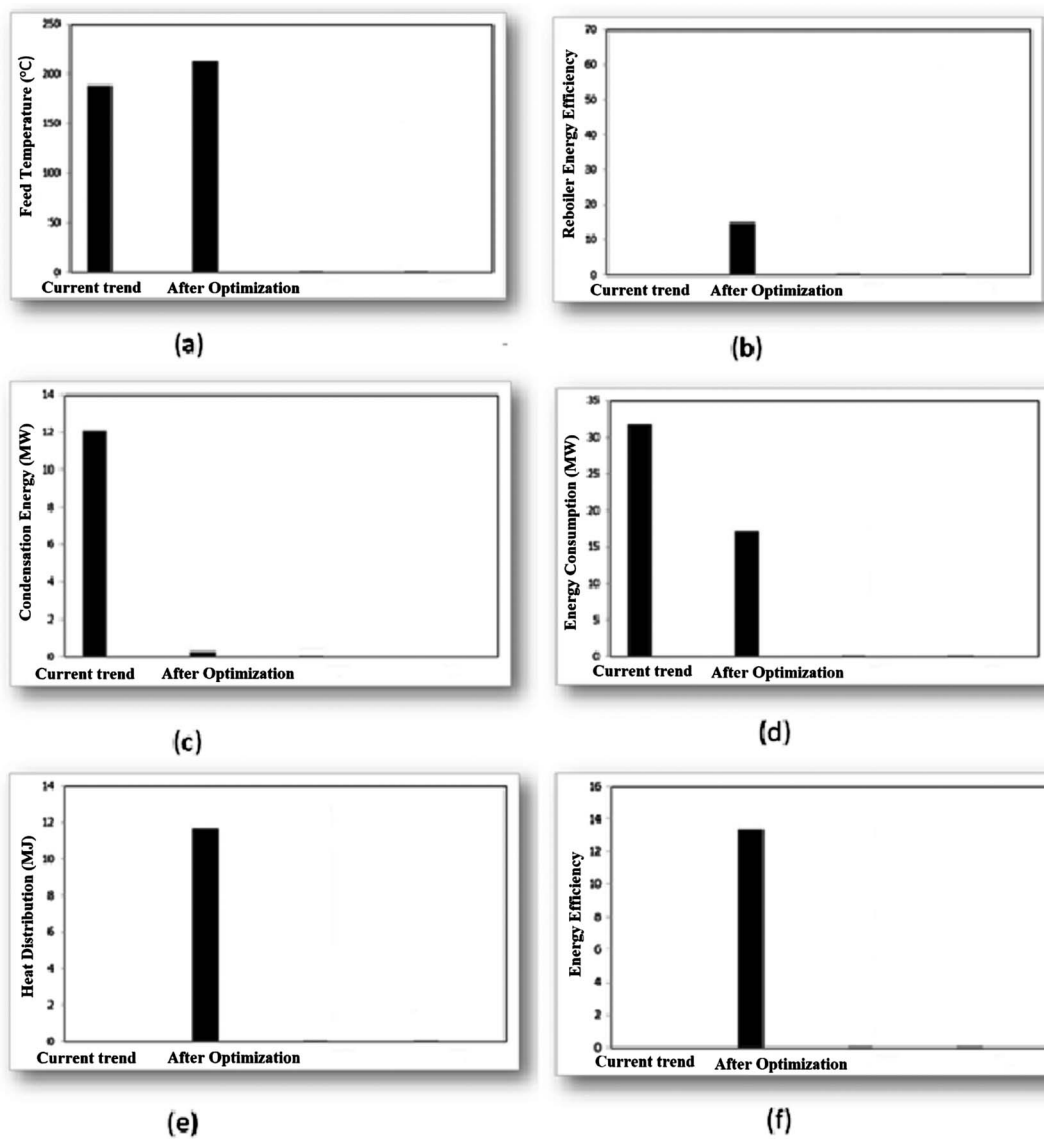 Feed Temperature (°C)
250
200
150
100
50
0
Current trend After Optimization
(a)
Reboiler Energy Efficiency
70
60
50
40
30
20
10
0
Current trend After Optimization
(b)
Condensation Energy (MW)
14
12
10
8
6
4
2
0
Current trend After Optimization
(c)
Energy Consumption (MW)
35
30
25
20
15
10
5
0
Current trend After Optimization
(d)
Heat Distribution (MJ)
14
12
10
8
6
4
2
0
Current trend After Optimization
(e)
Energy Efficiency
16
14
12
10
8
6
4
2
0
Current trend After Optimization
(f)